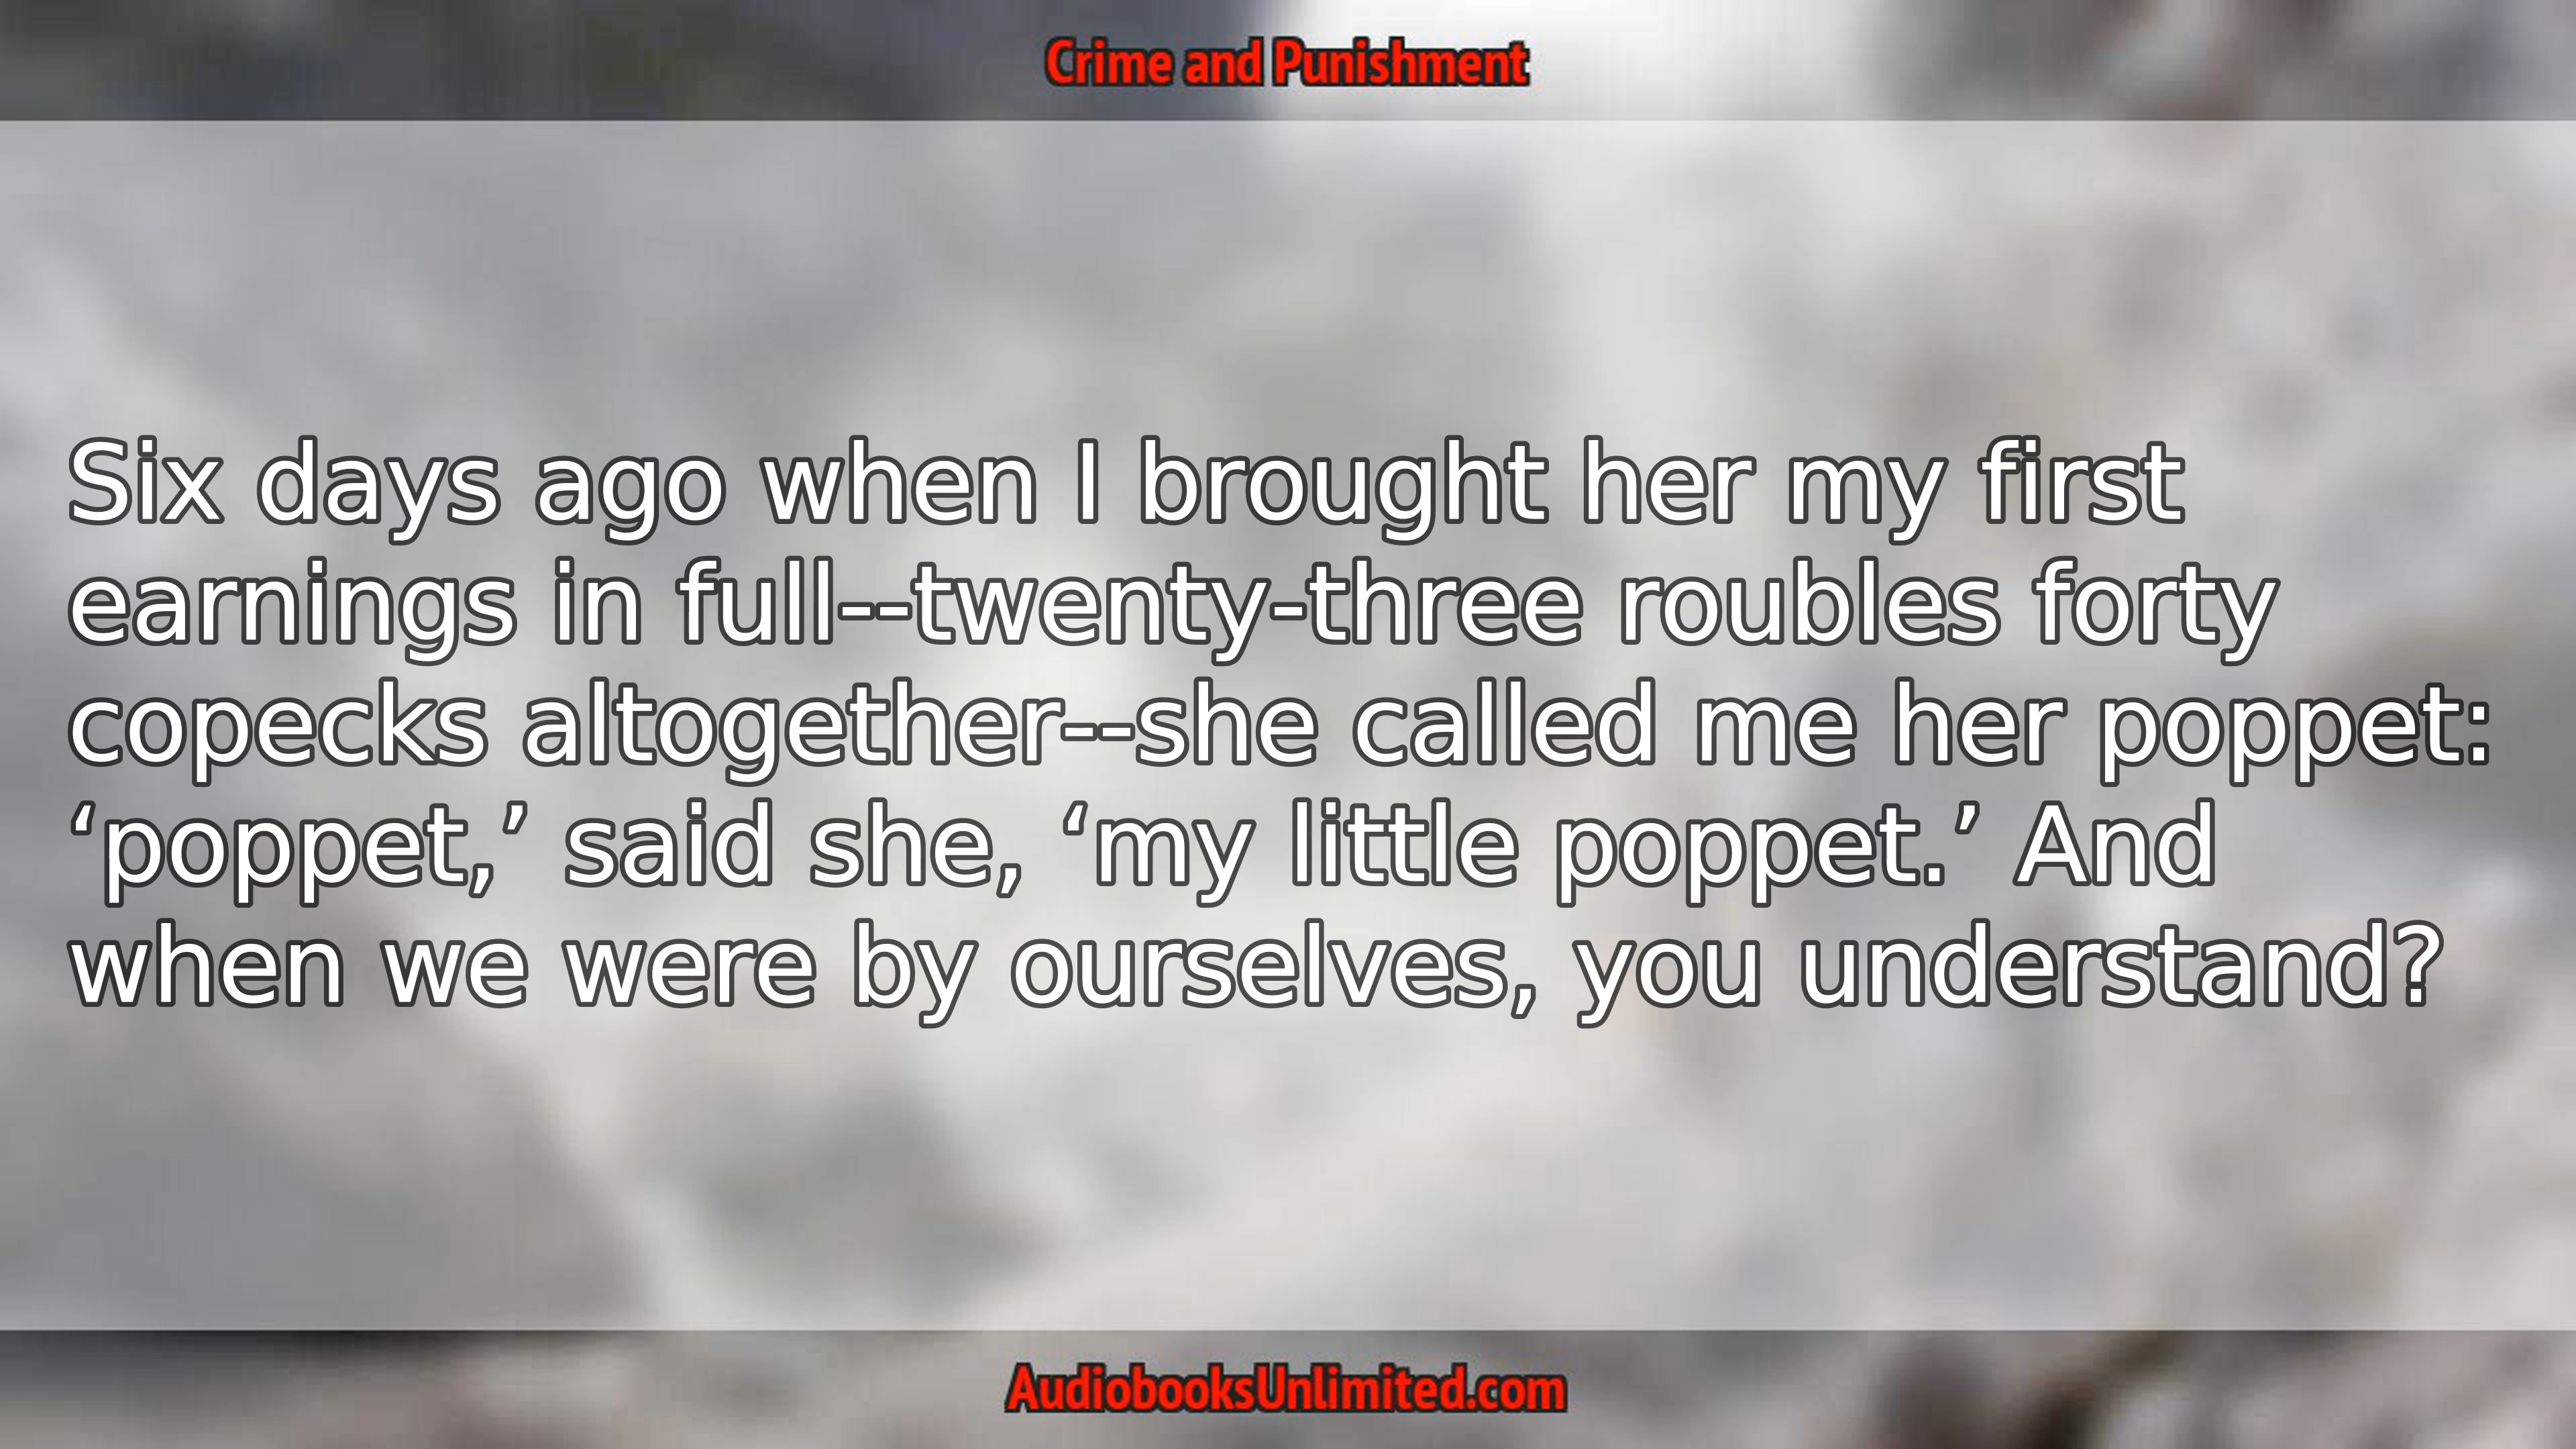 Crime and Punishment
Six days ago when I brought her my first
earnings in full--twenty-three roubles forty
copecks altogether--she called me her poppet:
‘poppet,’ said she, ‘my little poppet.’ And
when we were by ourselves, you understand?
AudiobooksUnlimited.com